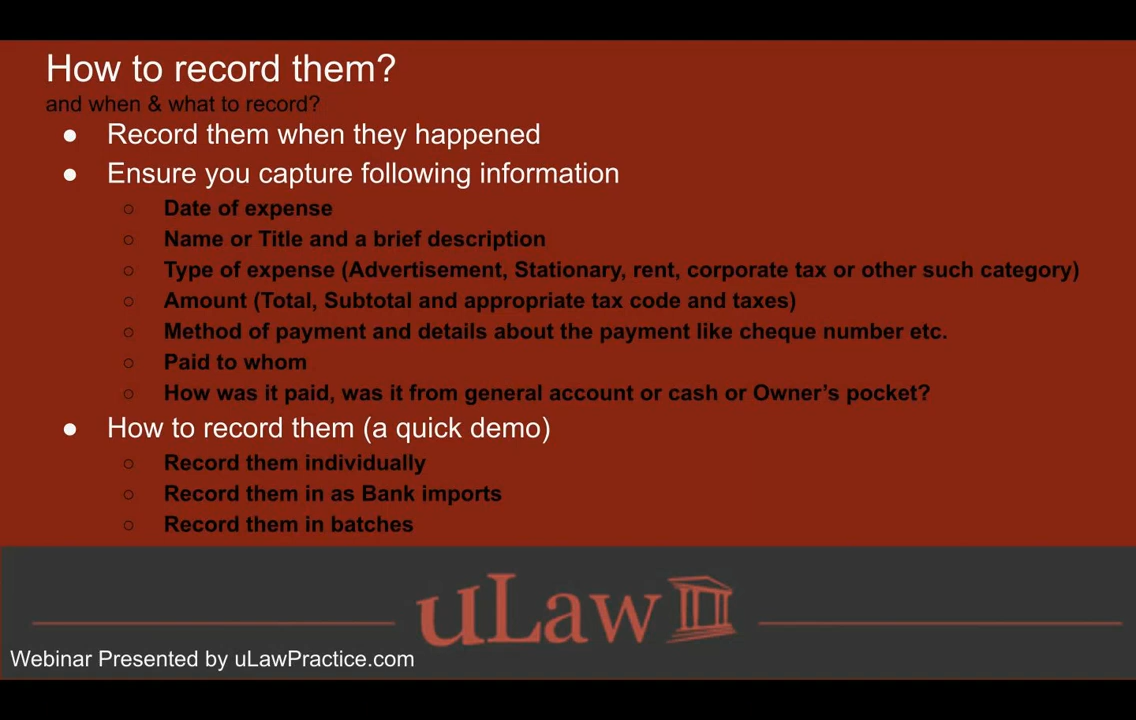 How to record them?
and when & what to record?
● Record them when they happened
● Ensure you capture following information
○ Date of expense
○ Name or Title and a brief description
○ Type of expense (Advertisement, Stationary, rent, corporate tax or other such category)
○ Amount (Total, Subtotal and appropriate tax code and taxes)
○ Method of payment and details about the payment like cheque number etc.
○ Paid to whom
○ How was it paid, was it from general account or cash or Owner’s pocket?
● How to record them (a quick demo)
○ Record them individually
○ Record them in as Bank imports
○ Record them in batches
uLaw
Webinar Presented by uLawPractice.com